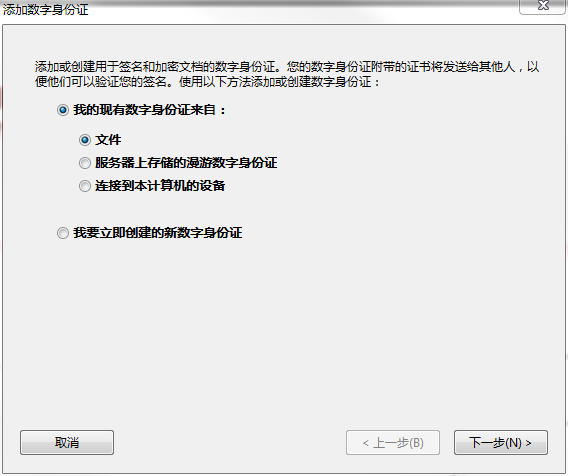 添加数字身份证
添加或创建用于签名和加密文档的数字身份证。您的数字身份证附带的证书将发送给其他人，以
便他们可以验证您的签名。使用以下方法添加或创建数字身份证：
我的现有数字身份证来自：
文件
服务器上存储的漫游数字身份证
连接到本计算机的设备
我要立即创建的新数字身份证
取消
< 上一步(B)
下一步(N) >